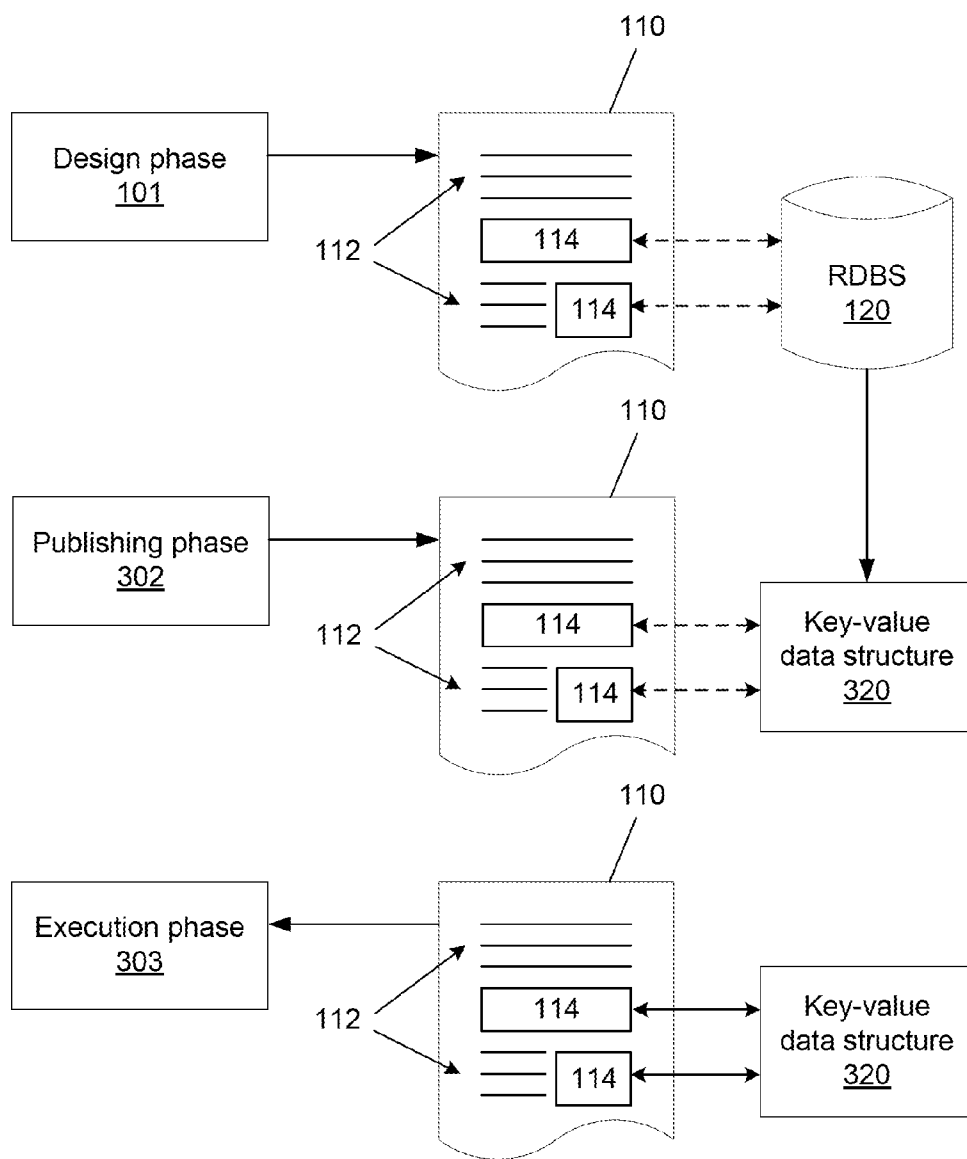 110
Design phase
101
112
114
114
RDBS
120
110
Publishing phase
302
112
114
114
Key-value
data structure
320
110
Execution phase
303
112
114
114
Key-value
data structure
320